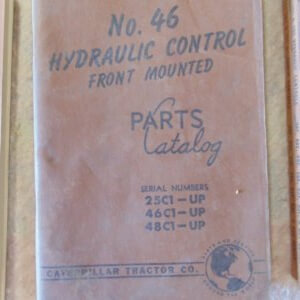 No. 46
HYDRAULIC CONTROL
FRONT MOUNTED
PARTS
Catalog
SERIAL NUMBERS
25C1-UP
46C1-UP
48C1-UP
CATERPILLAR TRACTOR CO.